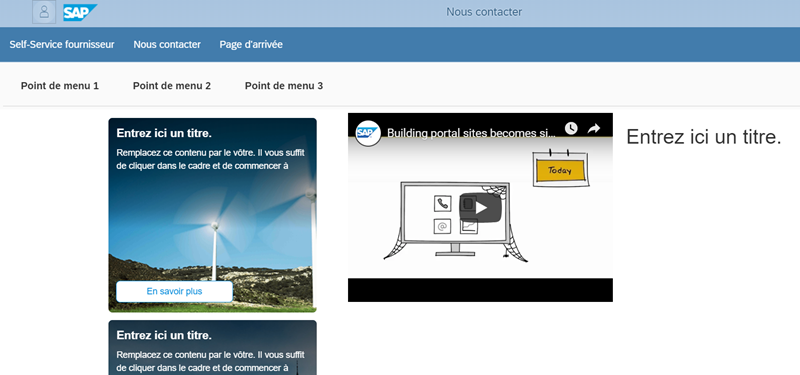 SAP
Nous contacter
Self-Service fournisseur Nous contacter Page d'arrivée
Point de menu 1 Point de menu 2 Point de menu 3
Entrez ici un titre.
Remplacez ce contenu par le vôtre. Il vous suffit
de cliquer dans le cadre et de commencer à
En savoir plus
SAP
Building portal sites becomes si...
Today
@
Entrez ici un titre.
Entrez ici un titre.
Remplacez ce contenu par le vôtre. Il vous suffit
de cliquer dans le cadre et de commencer à